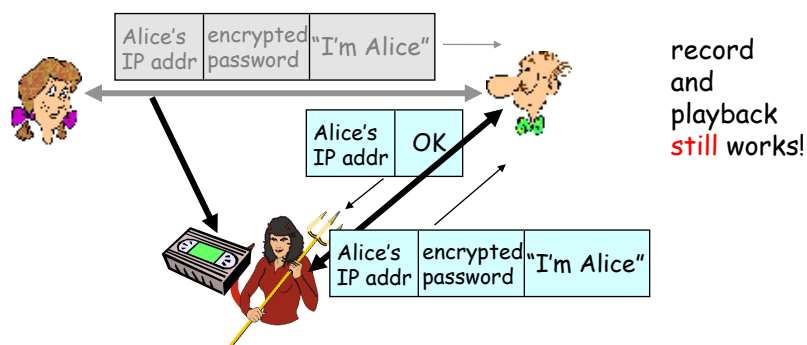 Alice's
IP addr
encrypted
password
"I'm Alice"
record
and
playback
still works!
Alice's
IP addr
OK
Alice's
IP addr
encrypted
password
"I'm Alice"